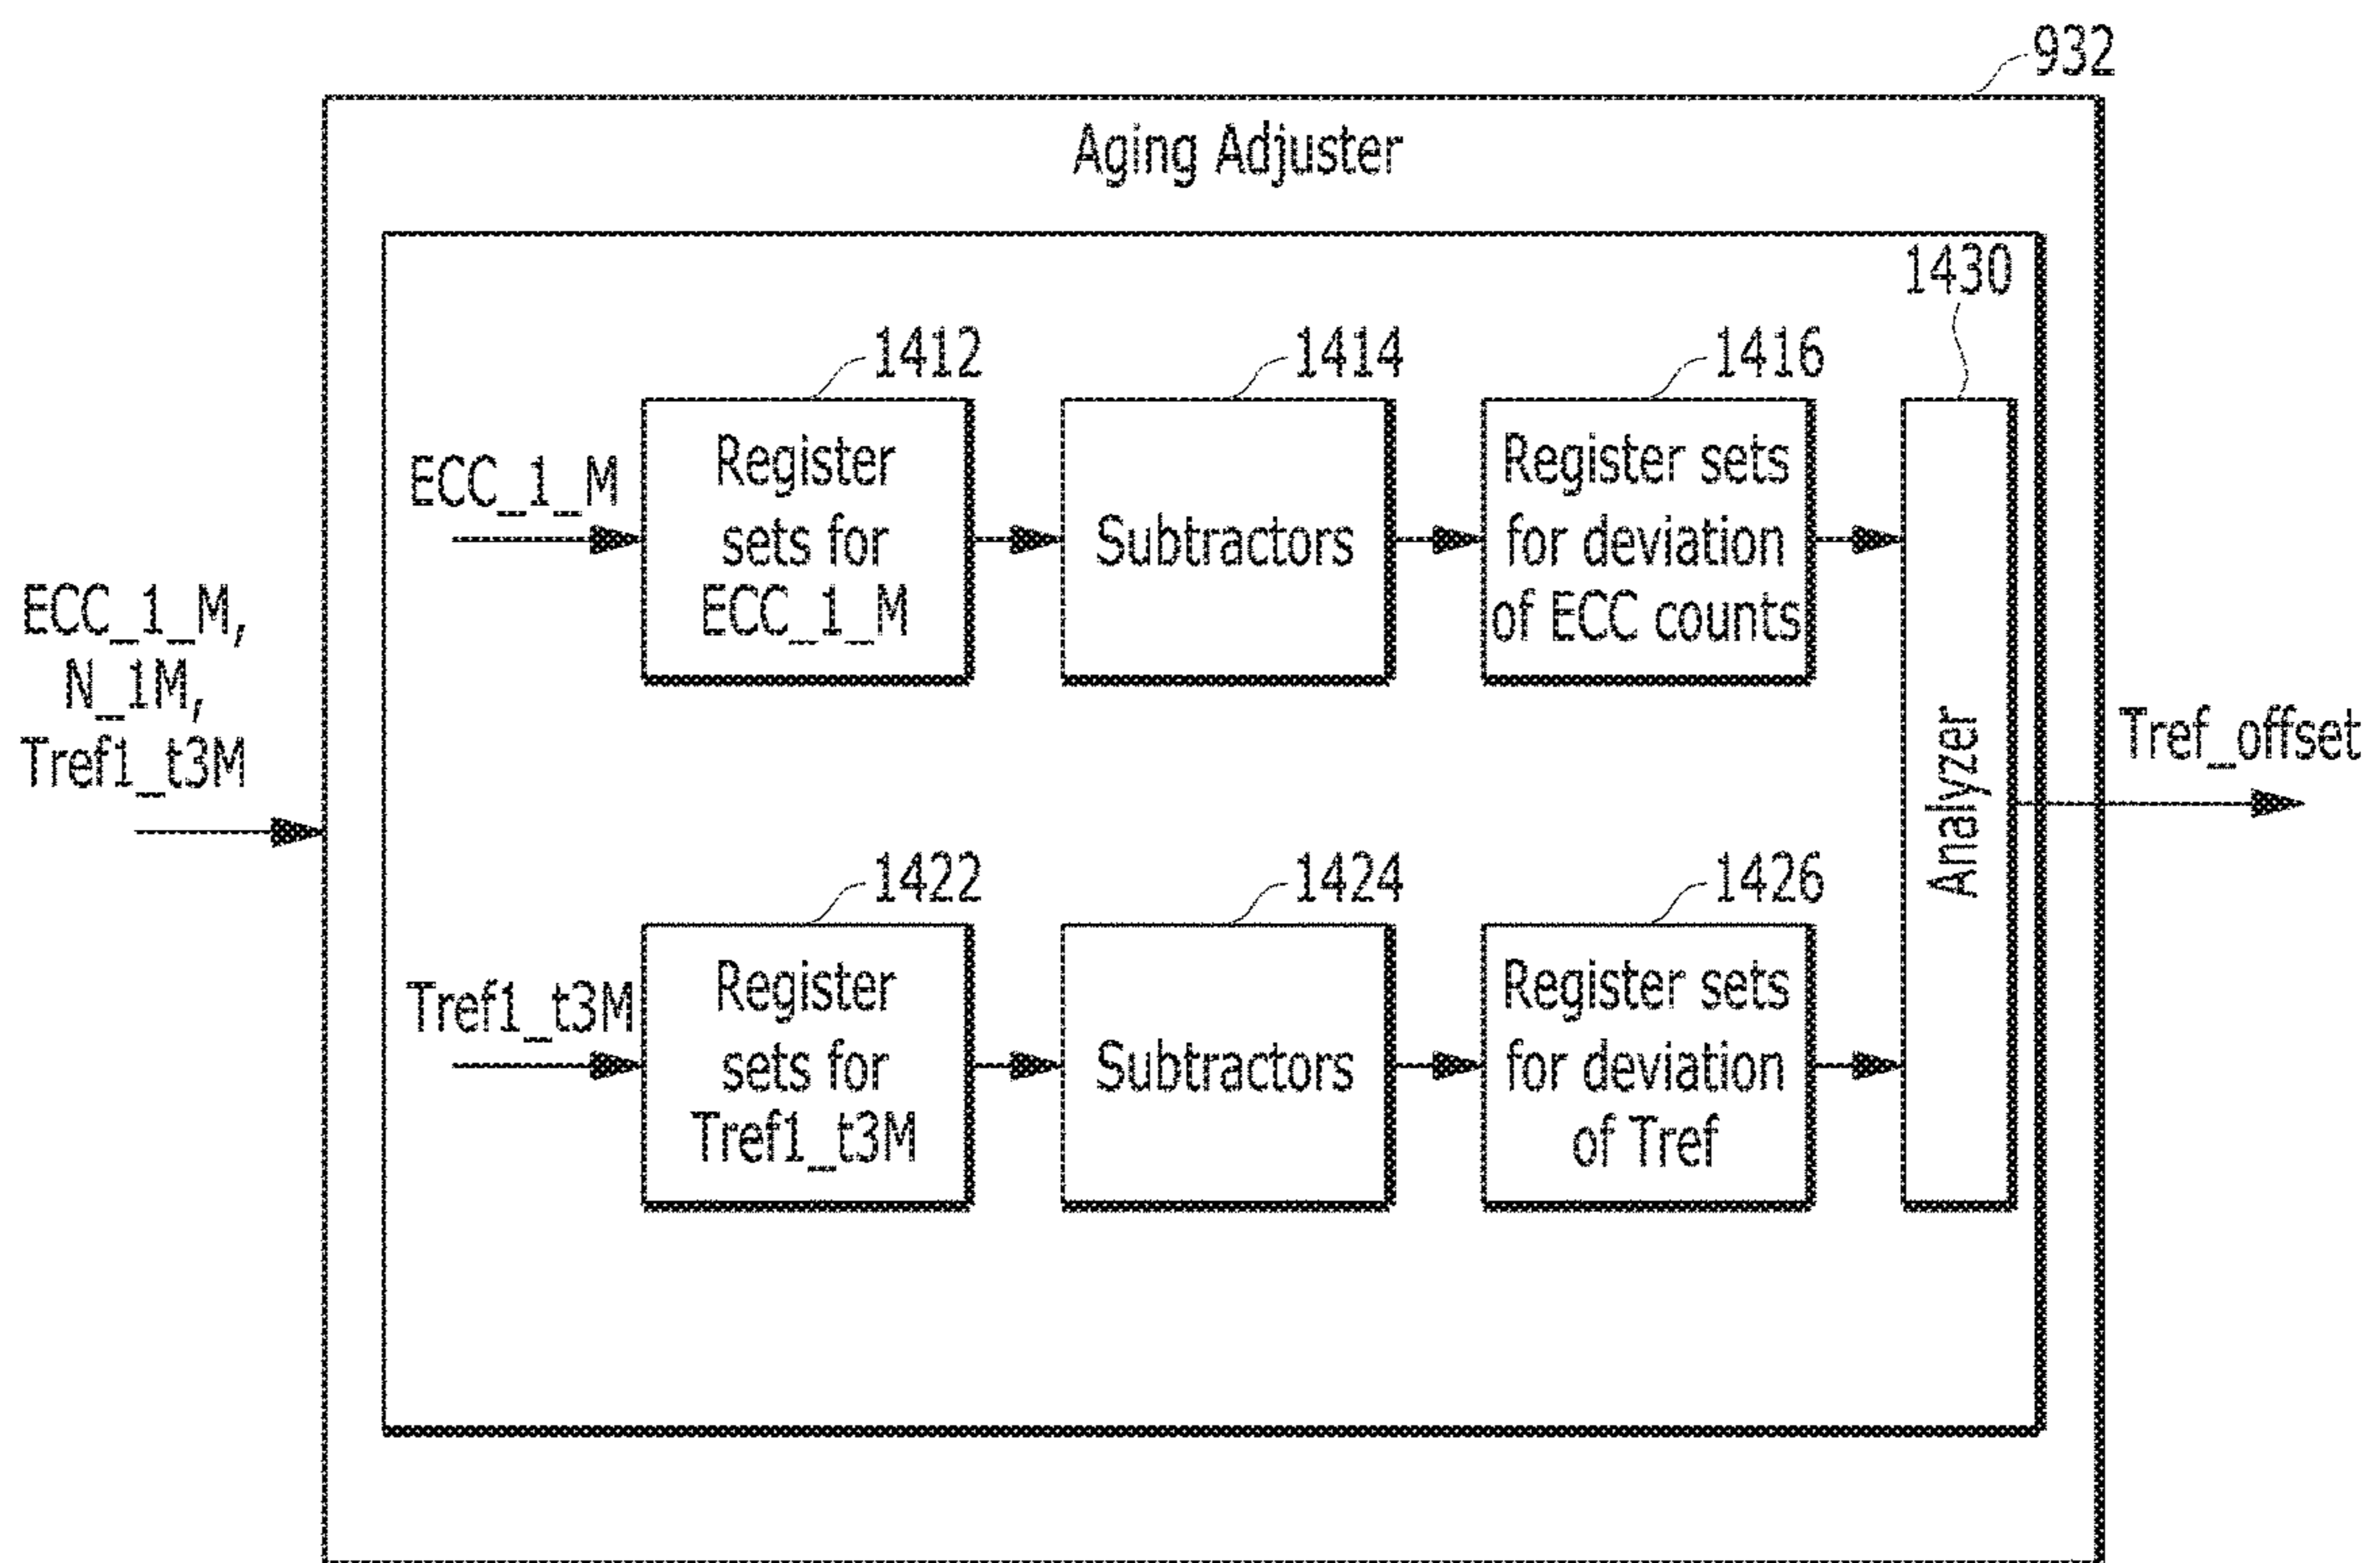 932
Aging Adjuster
1430
1412
1414
1416
ECC_1_M
Register
sets for
ECC_1_M
Subtractors
Register sets
for deviation
of ECC counts
ECC_1_M,
N_1M,
Tref1_t3M
Analyzer
Tref_offset
1422
1424
1426
Tref1_t3M
Register
sets for
Tref1_t3M
Subtractors
Register sets
for deviation
of Tref